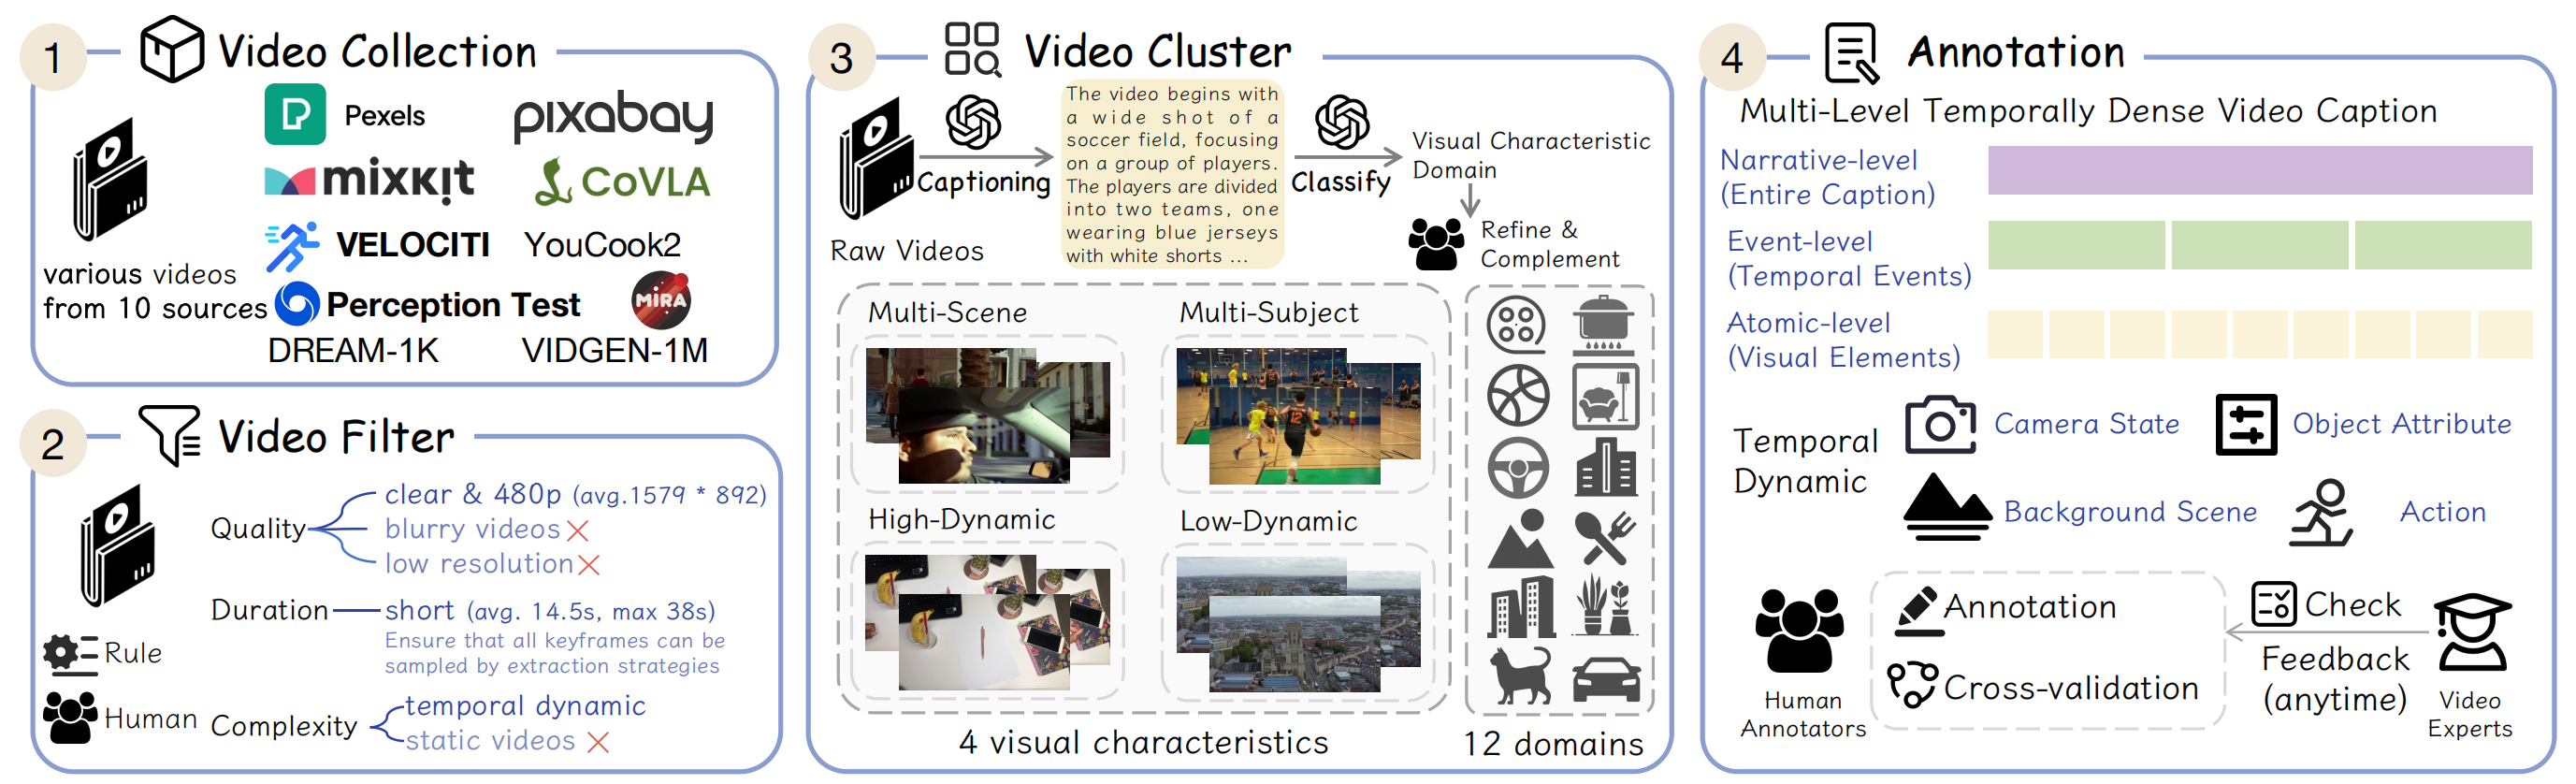 1
Video Collection
Pexels
pixabay
mixkit
CoVLA
VELOCITI
YouCook2
Perception Test
MIRA
DREAM-1K
VIDGEN-1M
various videos
from 10 sources
2
Video Filter
Quality
clear & 480p (avg.1579 * 892)
blurry videos
low resolution
Duration
short (avg. 14.5s, max 38s)
Ensure that all keyframes can be
sampled by extraction strategies
Rule
Human
Complexity
temporal dynamic
static videos
3
Video Cluster
Raw Videos
Captioning
The video begins with
a wide shot of a
soccer field, focusing
on a group of players.
The players are divided
into two teams, one
wearing blue jerseys
with white shorts ...
Classify
Visual Characteristic
Domain
Refine &
Complement
Multi-Scene
Multi-Subject
12
High-Dynamic
Low-Dynamic
4 visual characteristics
12 domains
4
Annotation
Multi-Level Temporally Dense Video Caption
Narrative-level
(Entire Caption)
Event-level
(Temporal Events)
Atomic-level
(Visual Elements)
Temporal
Dynamic
Camera State
Object Attribute
Background Scene
Action
Human
Annotators
Annotation
Cross-validation
Check
Feedback
(anytime)
Video
Experts